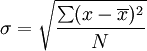 σ = √(∑(x − x̅)² / N)